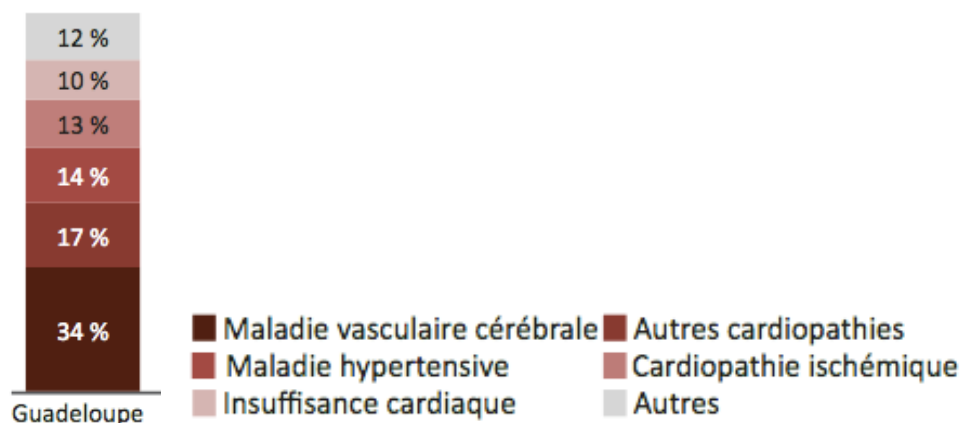 12 %
10 %
13 %
14 %
17 %
34 %
Guadeloupe
Maladie vasculaire cérébrale Autres cardiopathies
Maladie hypertensive Cardiopathie ischémique
Insuffisance cardiaque Autres